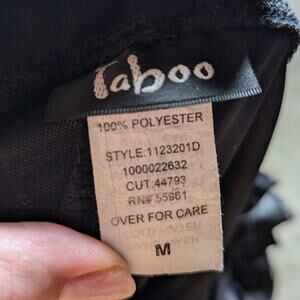 Taboo
100% POLYESTER
STYLE:1123201D
1000022632
CUT:44793
RN#55861
OVER FOR CARE
M